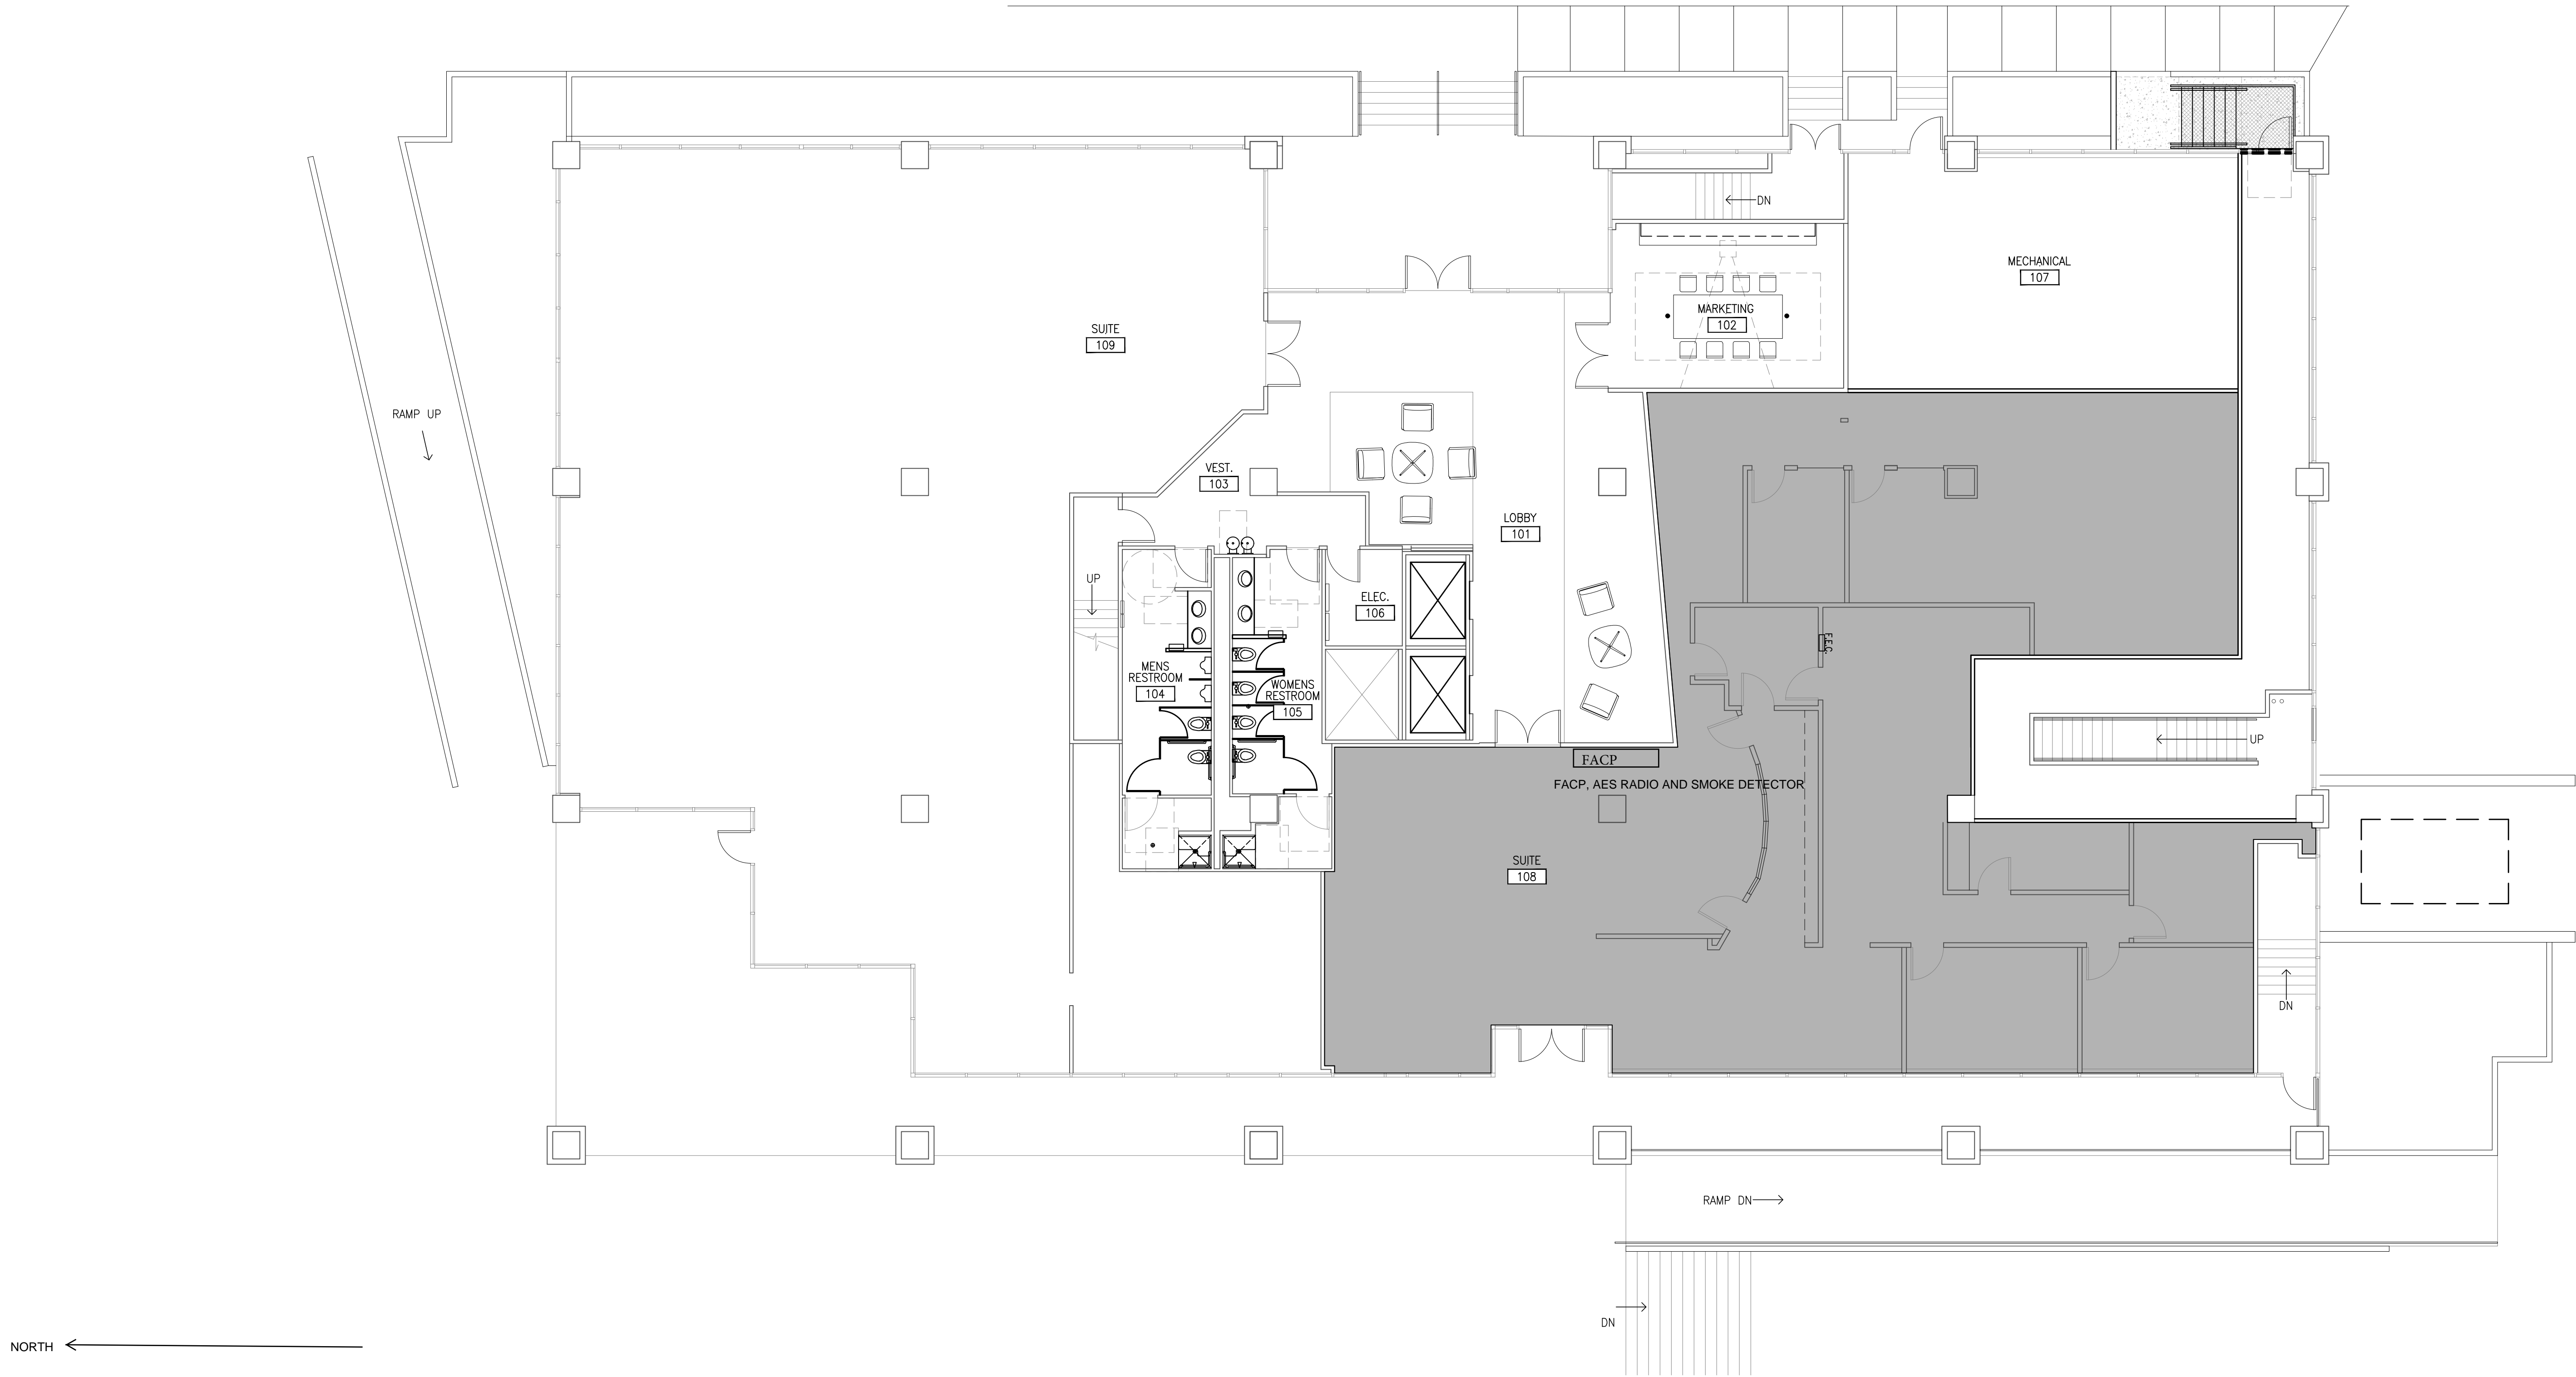 DN
MECHANICAL
107
MARKETING
102
SUITE
109
RAMP UP
VEST.
103
LOBBY
101
UP
ELEC.
106
F.E.C.
MENS
RESTROOM
104
WOMENS
RESTROOM
105
UP
FACP
FACP, AES RADIO AND SMOKE DETECTOR
SUITE
108
DN
RAMP DN
DN
NORTH